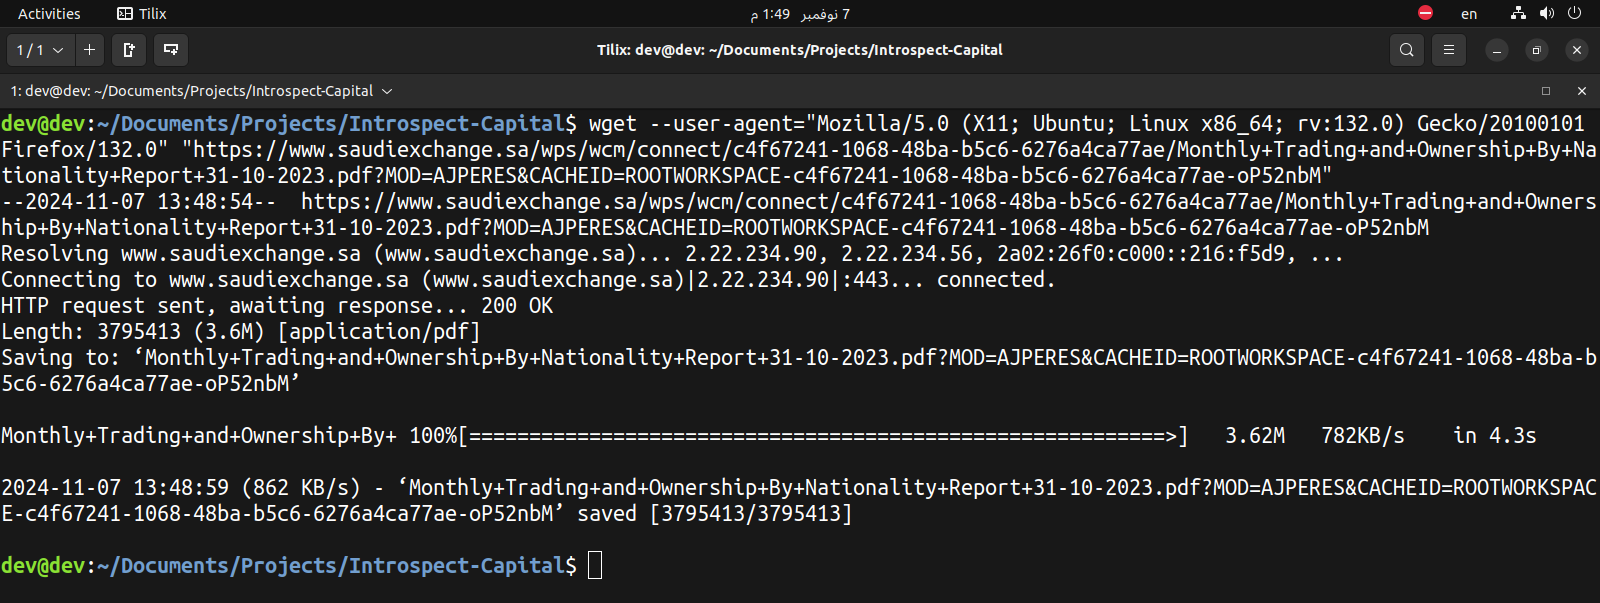 Activities Tilix 7 نوفمبر 1:49 م en
1 / 1 Tilix: dev@dev: ~/Documents/Projects/Introspect-Capital
1: dev@dev: ~/Documents/Projects/Introspect-Capital
dev@dev:~/Documents/Projects/Introspect-Capital$ wget --user-agent="Mozilla/5.0 (X11; Ubuntu; Linux x86_64; rv:132.0) Gecko/20100101
Firefox/132.0" "https://www.saudiexchange.sa/wps/wcm/connect/c4f67241-1068-48ba-b5c6-6276a4ca77ae/Monthly+Trading+and+Ownership+By+Na
tionality+Report+31-10-2023.pdf?MOD=AJPERES&CACHEID=ROOTWORKSPACE-c4f67241-1068-48ba-b5c6-6276a4ca77ae-oP52nbM"
--2024-11-07 13:48:54-- https://www.saudiexchange.sa/wps/wcm/connect/c4f67241-1068-48ba-b5c6-6276a4ca77ae/Monthly+Trading+and+Owners
hip+By+Nationality+Report+31-10-2023.pdf?MOD=AJPERES&CACHEID=ROOTWORKSPACE-c4f67241-1068-48ba-b5c6-6276a4ca77ae-oP52nbM
Resolving www.saudiexchange.sa (www.saudiexchange.sa)... 2.22.234.90, 2.22.234.56, 2a02:26f0:c000::216:f5d9, ...
Connecting to www.saudiexchange.sa (www.saudiexchange.sa)|2.22.234.90|:443... connected.
HTTP request sent, awaiting response... 200 OK
Length: 3795413 (3.6M) [application/pdf]
Saving to: ‘Monthly+Trading+and+Ownership+By+Nationality+Report+31-10-2023.pdf?MOD=AJPERES&CACHEID=ROOTWORKSPACE-c4f67241-1068-48ba-b
5c6-6276a4ca77ae-oP52nbM’
Monthly+Trading+and+Ownership+By+ 100%[==========================================================>] 3.62M 782KB/s in 4.3s
2024-11-07 13:48:59 (862 KB/s) - ‘Monthly+Trading+and+Ownership+By+Nationality+Report+31-10-2023.pdf?MOD=AJPERES&CACHEID=ROOTWORKSPAC
E-c4f67241-1068-48ba-b5c6-6276a4ca77ae-oP52nbM’ saved [3795413/3795413]
dev@dev:~/Documents/Projects/Introspect-Capital$